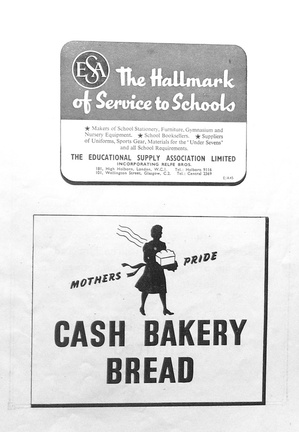 ESA
The Hallmark
of Service to Schools
★ Makers of School Stationery, Furniture, Gymnasium and
Nursery Equipment. ★ School Booksellers. ★ Suppliers
of Uniforms, Sports Gear, Materials for the "Under Sevens"
and all School Requirements.
THE EDUCATIONAL SUPPLY ASSOCIATION LIMITED
INCORPORATING RELFE BROS.
181, High Holborn, London, W.C.1. Tel.: Holborn 9116
101, Wellington Street, Glasgow, C.2. Tel.: Central 2369
MOTHERS PRIDE
CASH BAKERY
BREAD